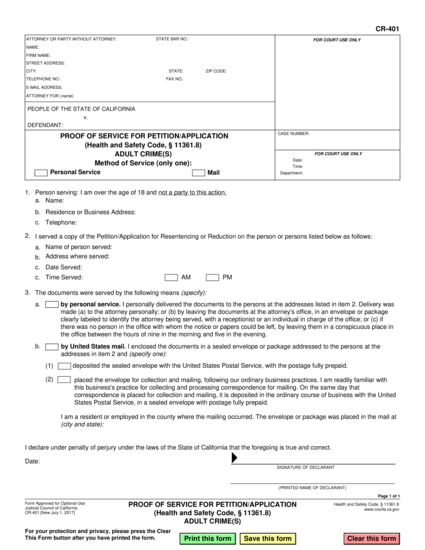 CR-401
ATTORNEY OR PARTY WITHOUT ATTORNEY: STATE BAR NO.:
NAME:
FIRM NAME:
STREET ADDRESS:
CITY: STATE: ZIP CODE:
TELEPHONE NO.: FAX NO.:
E-MAIL ADDRESS:
ATTORNEY FOR (name):
FOR COURT USE ONLY
PEOPLE OF THE STATE OF CALIFORNIA
v.
DEFENDANT:
PROOF OF SERVICE FOR PETITION/APPLICATION
(Health and Safety Code, § 11361.8)
ADULT CRIME(S)
Method of Service (only one):
Personal Service Mail
CASE NUMBER:
FOR COURT USE ONLY
Date:
Time:
Department:
1. Person serving: I am over the age of 18 and not a party to this action.
a. Name:
b. Residence or Business Address:
c. Telephone:
2. I served a copy of the Petition/Application for Resentencing or Reduction on the person or persons listed below as follows:
a. Name of person served:
b. Address where served:
c. Date Served:
c. Time Served: AM PM
3. The documents were served by the following means (specify):
a. by personal service. I personally delivered the documents to the persons at the addresses listed in item 2. Delivery was
made (a) to the attorney personally; or (b) by leaving the documents at the attorney's office, in an envelope or package
clearly labeled to identify the attorney being served, with a receptionist or an individual in charge of the office; or (c) if
there was no person in the office with whom the notice or papers could be left, by leaving them in a conspicuous place in
the office between the hours of nine in the morning and five in the evening.
b. by United States mail. I enclosed the documents in a sealed envelope or package addressed to the persons at the
addresses in item 2 and (specify one):
(1) deposited the sealed envelope with the United States Postal Service, with the postage fully prepaid.
(2) placed the envelope for collection and mailing, following our ordinary business practices. I am readily familiar with
this business's practice for collecting and processing correspondence for mailing. On the same day that
correspondence is placed for collection and mailing, it is deposited in the ordinary course of business with the United
States Postal Service, in a sealed envelope with postage fully prepaid.
I am a resident or employed in the county where the mailing occurred. The envelope or package was placed in the mail at
(city and state):
I declare under penalty of perjury under the laws of the State of California that the foregoing is true and correct.
Date:
SIGNATURE OF DECLARANT
(PRINTED NAME OF DECLARANT)
Page 1 of 1
Form Approved for Optional Use
Judicial Council of California
CR-401 [New July 1, 2017]
PROOF OF SERVICE FOR PETITION/APPLICATION
(Health and Safety Code, § 11361.8)
ADULT CRIME(S)
Health and Safety Code, § 11361.8
www.courts.ca.gov
For your protection and privacy, please press the Clear
This Form button after you have printed the form.
Print this form Save this form Clear this form